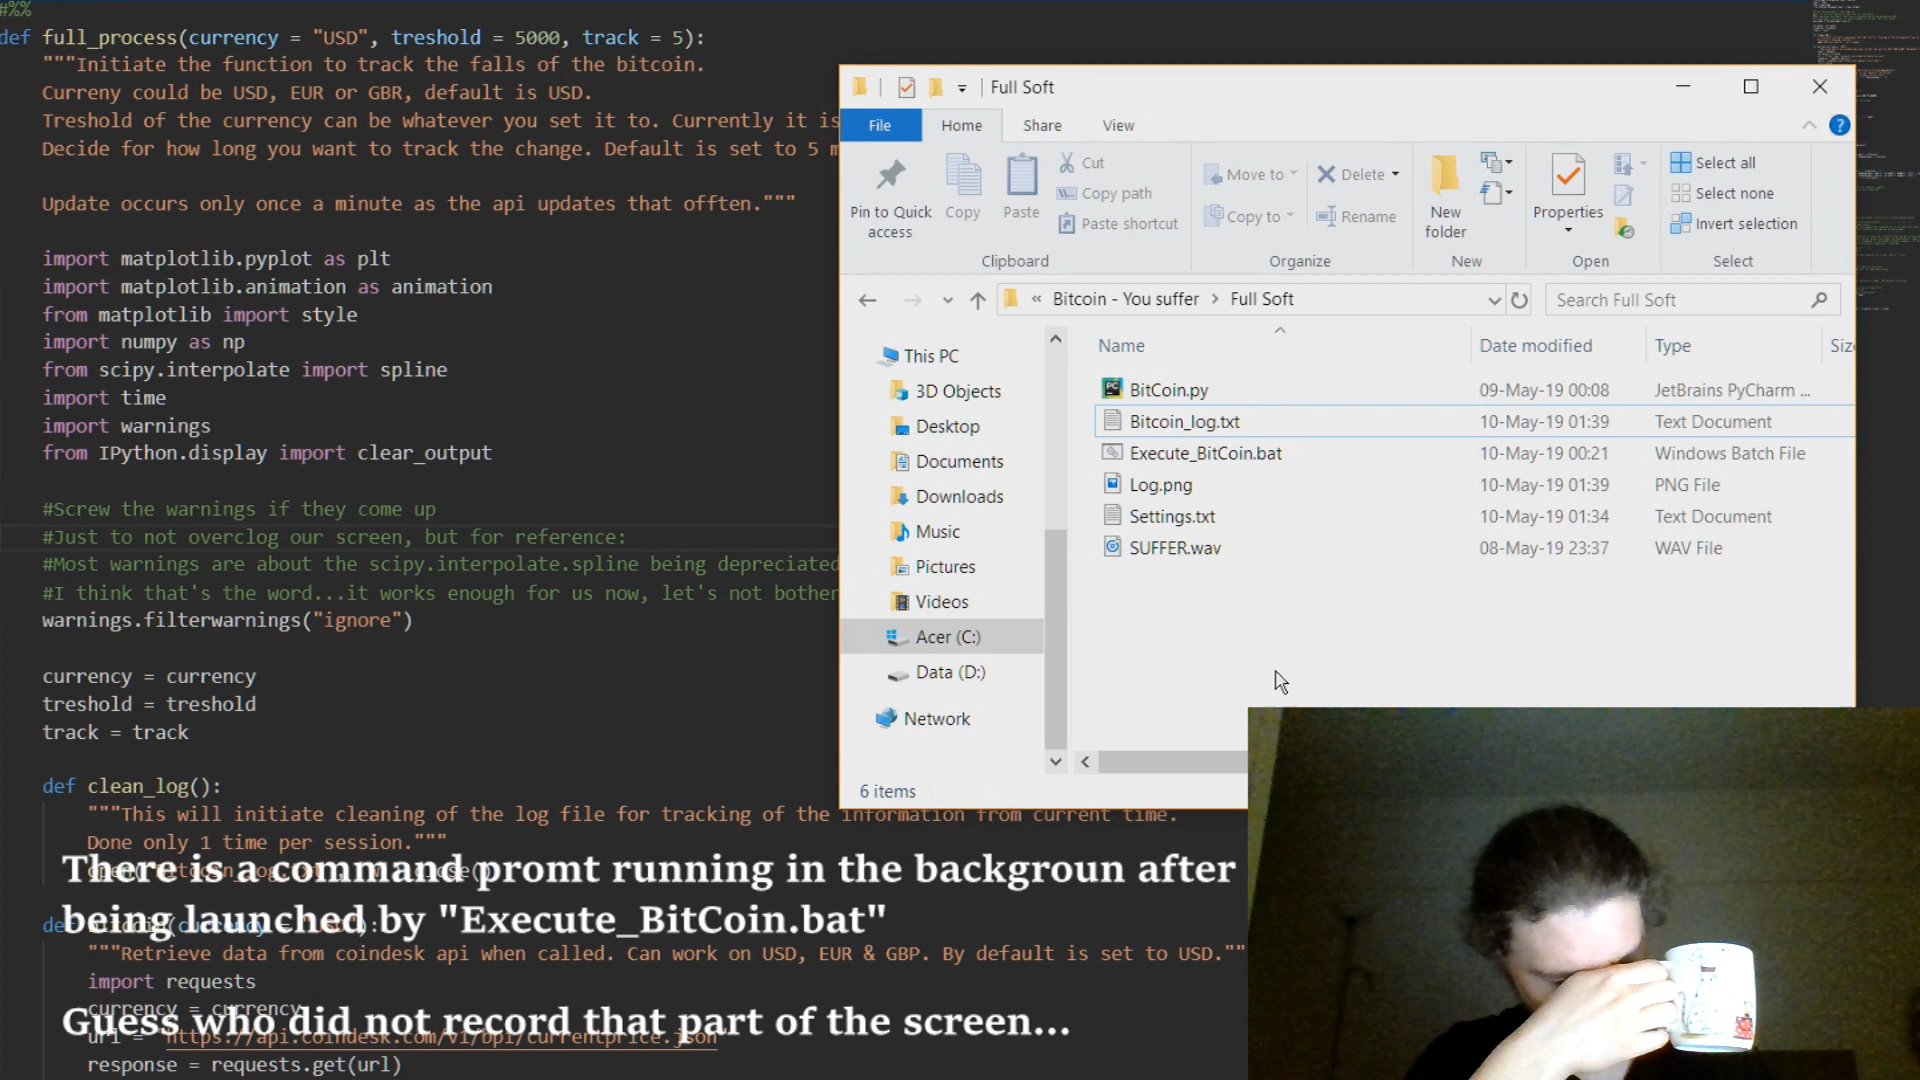 #%%
def full_process(currency = "USD", treshold = 5000, track = 5):
"""Initiate the function to track the falls of the bitcoin.
Curreny could be USD, EUR or GBR, default is USD.
Treshold of the currency can be whatever you set it to. Currently it is
Decide for how long you want to track the change. Default is set to 5 m
Update occurs only once a minute as the api updates that offten."""
import matplotlib.pyplot as plt
import matplotlib.animation as animation
from matplotlib import style
import numpy as np
from scipy.interpolate import spline
import time
import warnings
from IPython.display import clear_output
#Screw the warnings if they come up
#Just to not overclog our screen, but for reference:
#Most warnings are about the scipy.interpolate.spline being depreciated
#I think that's the word...it works enough for us now, let's not bother
warnings.filterwarnings("ignore")
currency = currency
treshold = treshold
track = track
def clean_log():
"""This will initiate cleaning of the log file for tracking of the information from current time.
Done only 1 time per session."""
"""Retrieve data from coindesk api when called. Can work on USD, EUR & GBP. By default is set to USD.""
import requests
currency = currency
url = "https://api.coindesk.com/v1/bpi/currentprice.json"
response = requests.get(url)
Full Soft
File Home Share View
Pin to Quick access
Copy
Paste
Cut
Copy path
Paste shortcut
Clipboard
Move to
Copy to
Delete
Rename
Organize
New folder
New
Properties
Open
Select all
Select none
Invert selection
Select
« Bitcoin - You suffer > Full Soft
Search Full Soft
This PC
3D Objects
Desktop
Documents
Downloads
Music
Pictures
Videos
Acer (C:)
Data (D:)
Network
Name Date modified Type Siz
BitCoin.py 09-May-19 00:08 JetBrains PyCharm ...
Bitcoin_log.txt 10-May-19 01:39 Text Document
Execute_BitCoin.bat 10-May-19 00:21 Windows Batch File
Log.png 10-May-19 01:39 PNG File
Settings.txt 10-May-19 01:34 Text Document
SUFFER.wav 08-May-19 23:37 WAV File
6 items
There is a command promt running in the backgroun after
being launched by "Execute_BitCoin.bat"
Guess who did not record that part of the screen...